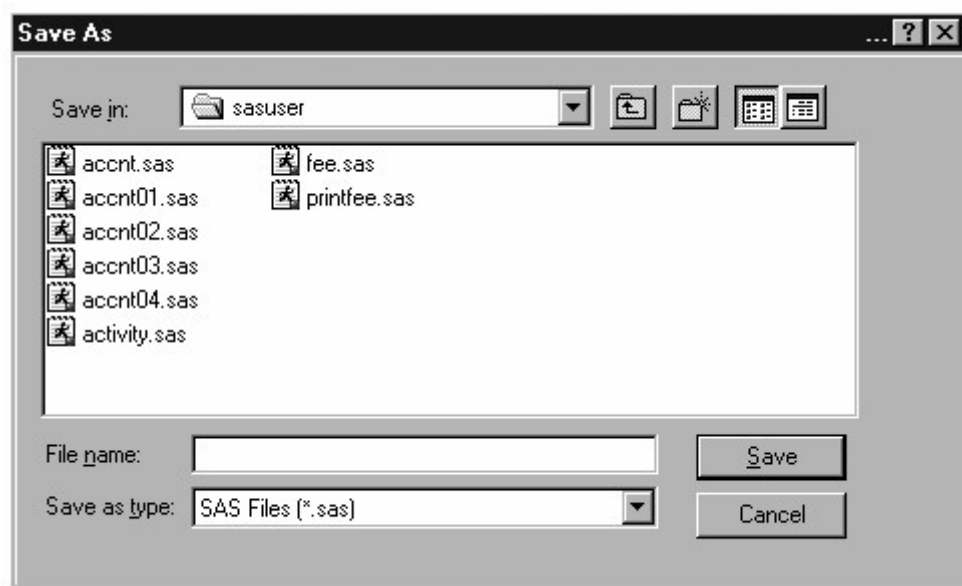 Save As ... ?
Save in: sasuser
accnt.sas
accnt01.sas
accnt02.sas
accnt03.sas
accnt04.sas
activity.sas
fee.sas
printfee.sas
File name:
Save
Save as type: SAS Files (*.sas)
Cancel